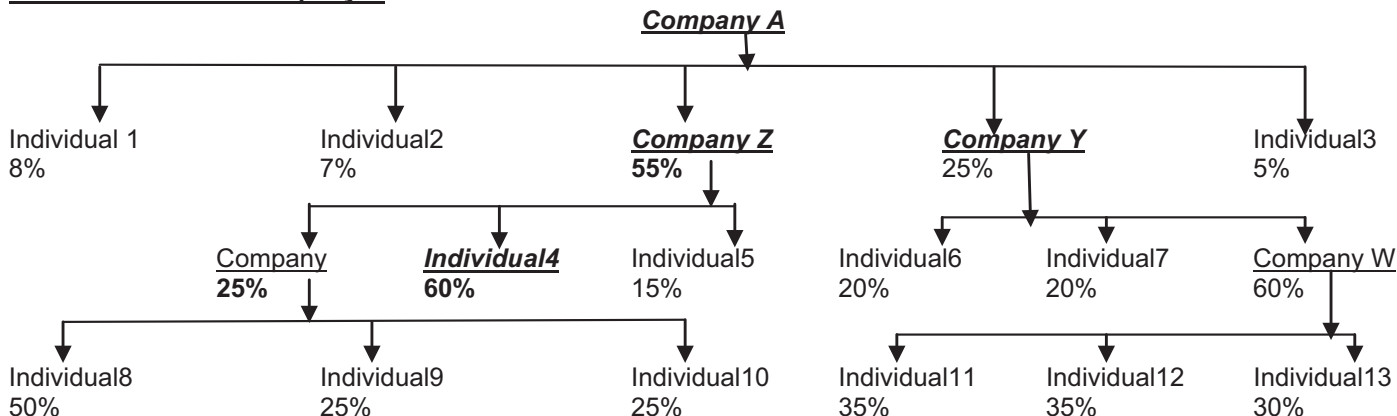 Company A
Individual 1 Individual2 Company Z Company Y Individual3
8% 7% 55% 25% 5%
Company Individual4 Individual5 Individual6 Individual7 Company W
25% 60% 15% 20% 20% 60%
Individual8 Individual9 Individual10 Individual11 Individual12 Individual13
50% 25% 25% 35% 35% 30%